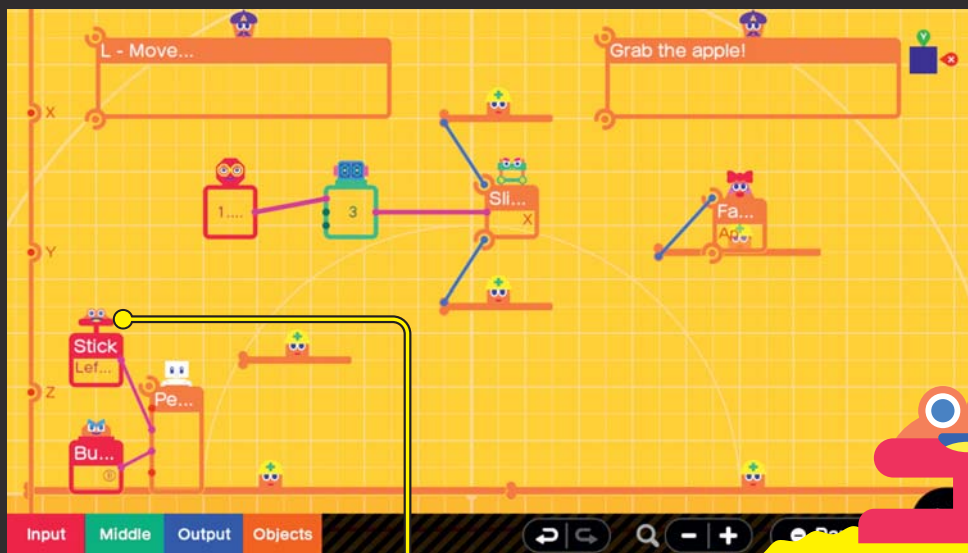 L - Move...
Grab the apple!
Y
X
X
Sli...
1....
3
X
Fa...
Y
Stick
Lef...
Z
Pe...
Bu...
B
Input Middle Output Objects